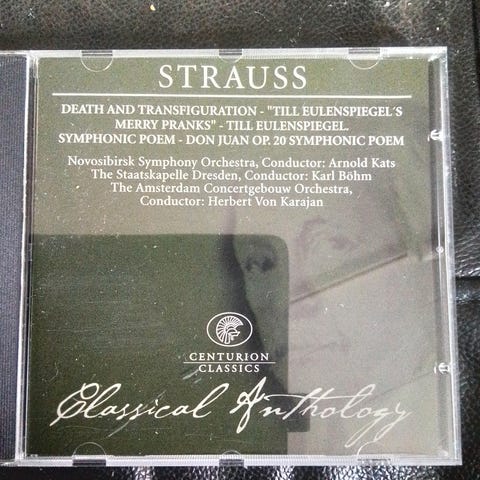 STRAUSS
DEATH AND TRANSFIGURATION - "TILL EULENSPIEGEL´S
MERRY PRANKS" - TILL EULENSPIEGEL.
SYMPHONIC POEM - DON JUAN OP. 20 SYMPHONIC POEM
Novosibirsk Symphony Orchestra, Conductor: Arnold Kats
The Staatskapelle Dresden, Conductor: Karl Böhm
The Amsterdam Concertgebouw Orchestra,
Conductor: Herbert Von Karajan
CENTURION
CLASSICS
Classical Anthology